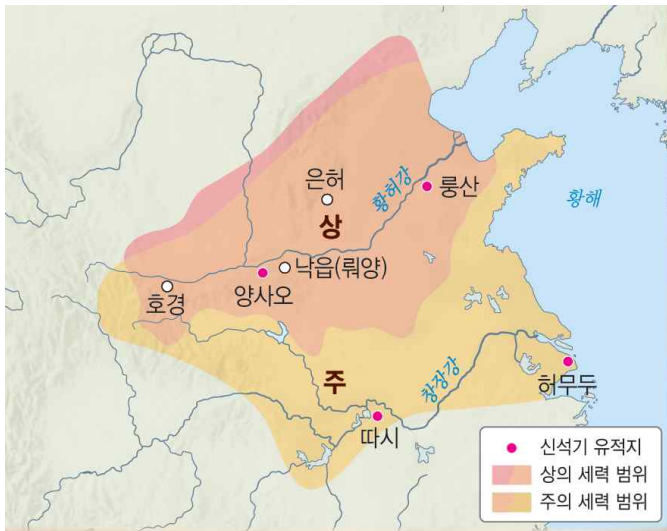 은허
상
황허강
룽산
황해
낙읍(뤄양)
양사오
호경
주
창장강
허무두
따시
신석기 유적지
상의 세력 범위
주의 세력 범위